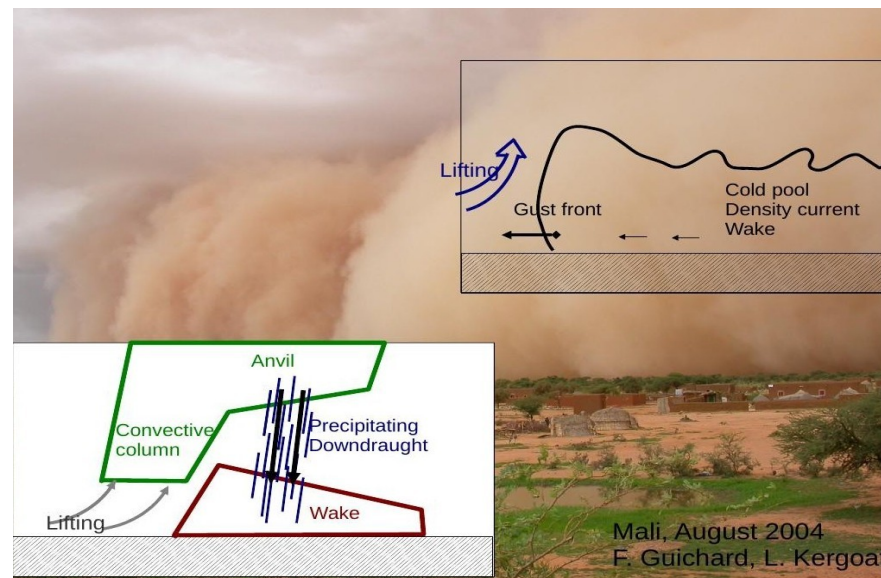 Lifting
Gust front
Cold pool
Density current
Wake
Anvil
Convective
column
Precipitating
Downdraught
Lifting
Wake
Mali, August 2004
F. Guichard, L. Kergoa